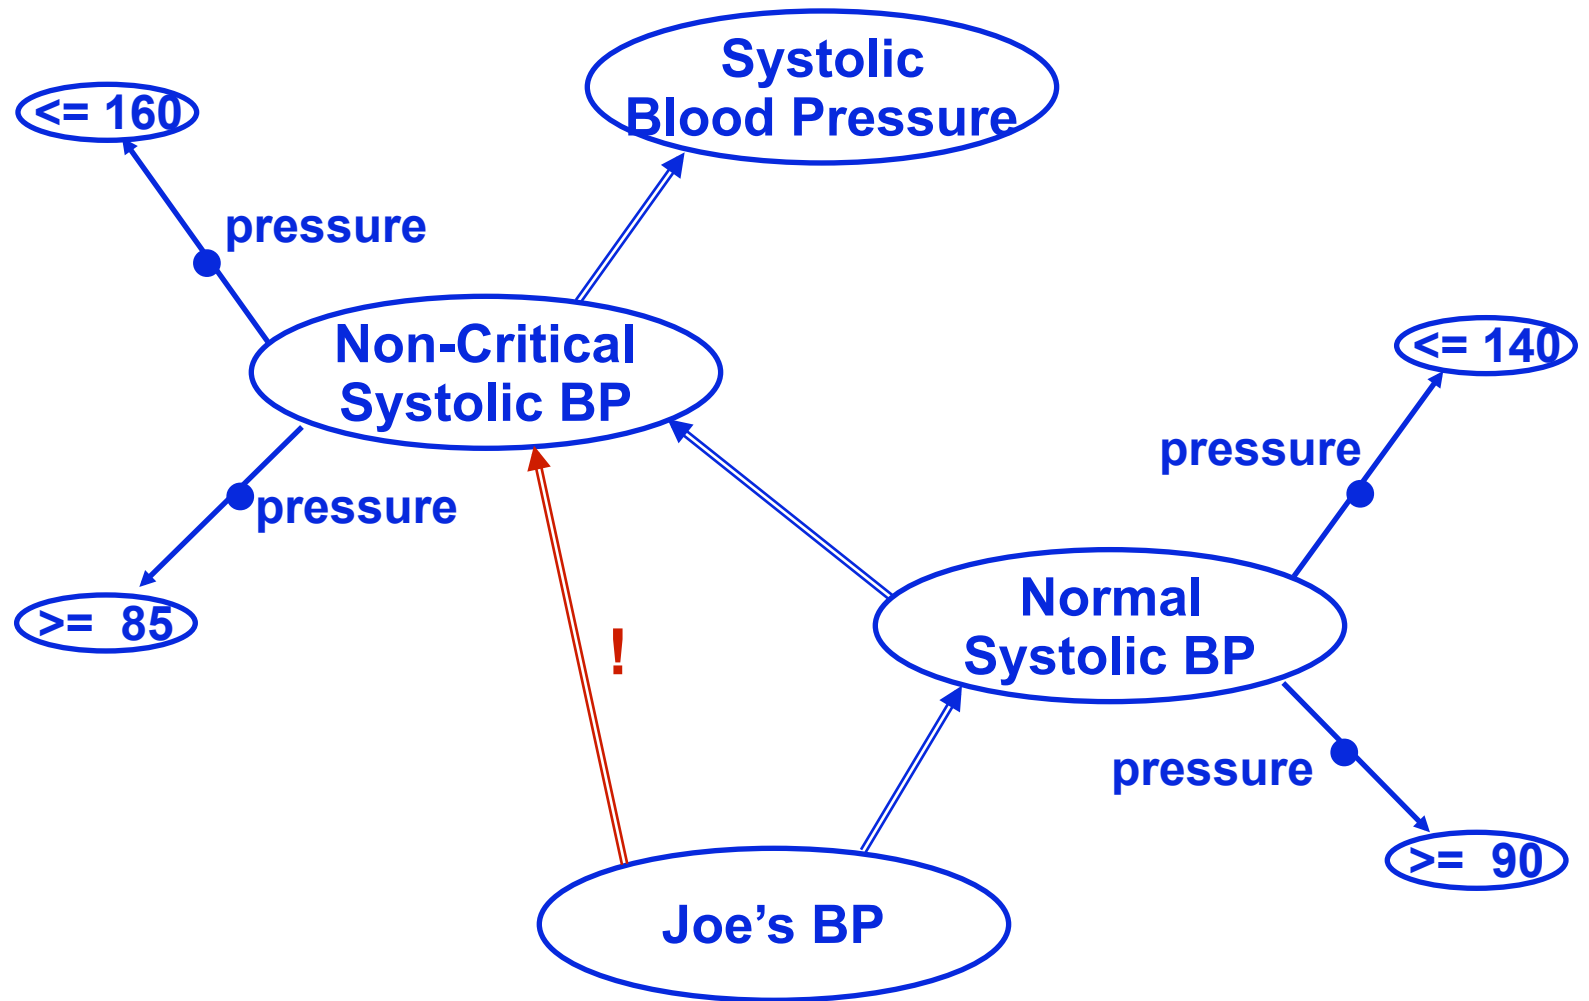 Systolic
Blood Pressure
<= 160
pressure
Non-Critical
Systolic BP
<= 140
pressure
pressure
>= 85
!
Normal
Systolic BP
pressure
>= 90
Joe’s BP